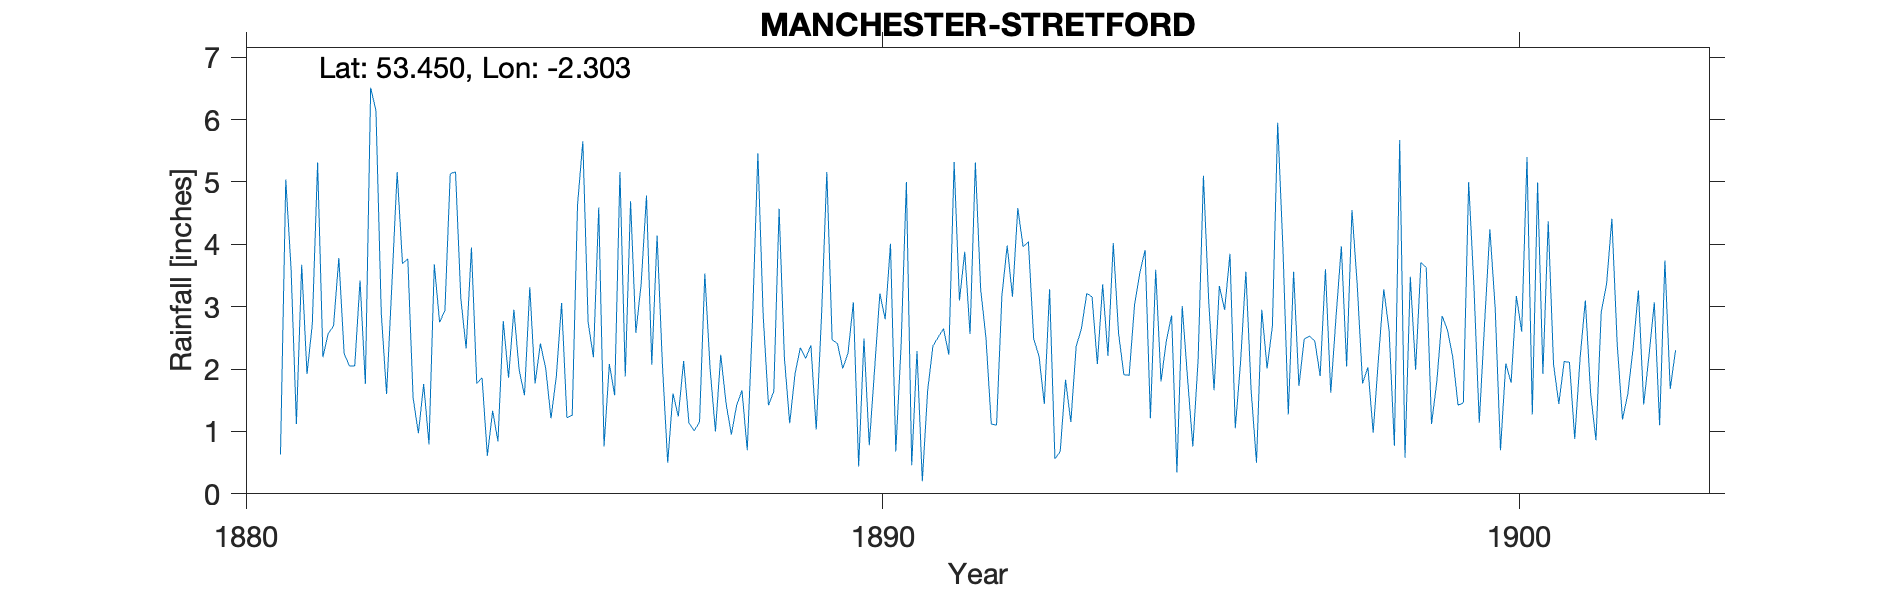 MANCHESTER-STRETFORD
Lat: 53.450, Lon: -2.303
7
6
5
4
3
2
1
0
Rainfall [inches]
1880 1890 1900
Year